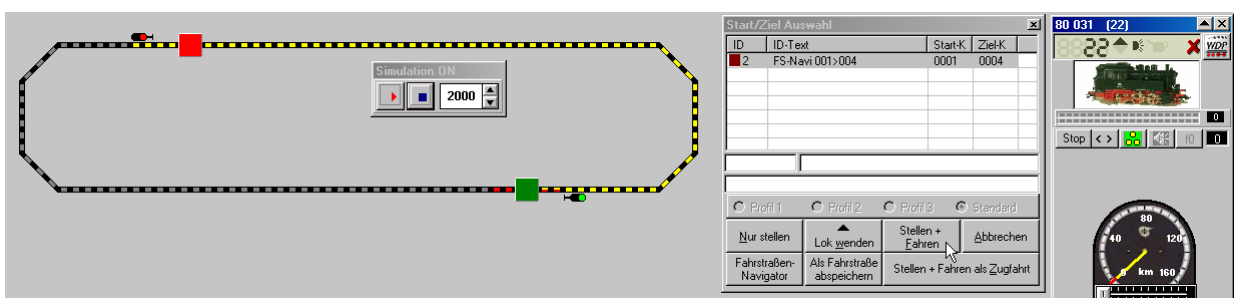 Simulation ON
2000
Start/Ziel Auswahl
ID ID-Text Start-K Ziel-K
2 FS-Navi 001>004 0001 0004
Profil 1 Profil 2 Profil 3 Standard
Nur stellen
Lok wenden
Stellen +
Fahren
Abbrechen
Fahrstraßen-
Navigator
Als Fahrstraße
abspeichern
Stellen + Fahren als Zugfahrt
80 031 (22)
22
WDP
0
Stop < > f0 0
80
40 120
0 km 160